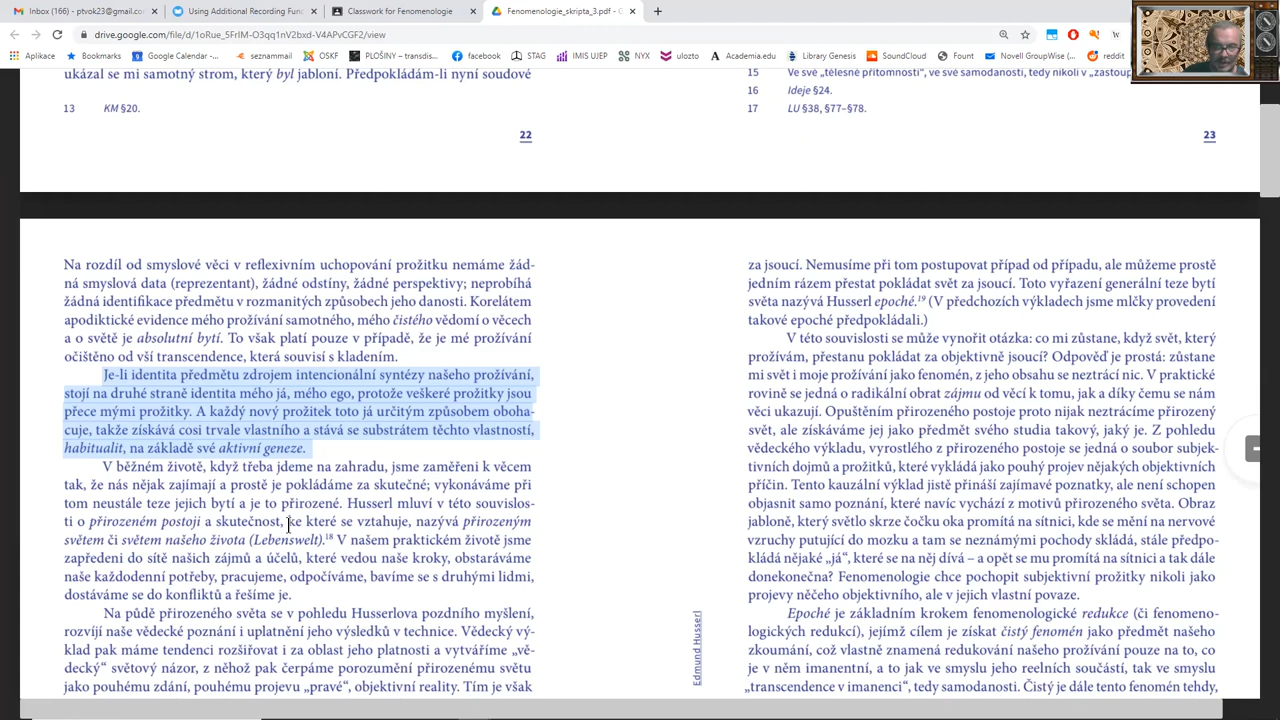 Inbox (166) - ptvok23@gmail.co
Using Additional Recording Func
Classwork for Fenomenologie
Fenomenologie_skripta_3.pdf - G
drive.google.com/file/d/1oRue_5FrIM-O3qq1nV2bxd-V4APvCGF2/view
Aplikace
Bookmarks
Google Calendar -...
seznammail
OSKF
PLOŠINY – transdis...
facebook
STAG
IMIS UJEP
ulozto
Academia.edu
Library Genesis
SoundCloud
Fount
Novell GroupWise (...
reddit
ukázal se mi samotný strom, který byl jabloní. Předpokládám-li nyní soudové
13 KM §20.
22
15 Ve své „tělesné přítomnosti“, ve své samodanosti, tedy nikoli v „zastoup
16 Ideje §24.
17 LU §38, §77–§78.
23
Na rozdíl od smyslové věci v reflexivním uchopování prožitku nemáme žád-
ná smyslová data (reprezentant), žádné odstíny, žádné perspektivy; neprobíhá
žádná identifikace předmětu v rozmanitých způsobech jeho danosti. Korelátem
apodiktické evidence mého prožívání samotného, mého čistého vědomí o věcech
a o světě je absolutní bytí. To však platí pouze v případě, že je mé prožívání
očištěno od vší transcendence, která souvisí s kladením.
Je-li identita předmětu zdrojem intencionální syntézy našeho prožívání,
stojí na druhé straně identita mého já, mého ego, protože veškeré prožitky jsou
přece mými prožitky. A každý nový prožitek toto já určitým způsobem oboha-
cuje, takže získává cosi trvale vlastního a stává se substrátem těchto vlastností,
habitualit, na základě své aktivní geneze.
V běžném životě, když třeba jdeme na zahradu, jsme zaměřeni k věcem
tak, že nás nějak zajímají a prostě je pokládáme za skutečné; vykonáváme při
tom neustále teze jejich bytí a je to přirozené. Husserl mluví v této souvislos-
ti o přirozeném postoji a skutečnost, ke které se vztahuje, nazývá přirozeným
světem či světem našeho života (Lebenswelt).18 V našem praktickém životě jsme
zapředeni do sítě našich zájmů a účelů, které vedou naše kroky, obstaráváme
naše každodenní potřeby, pracujeme, odpočíváme, bavíme se s druhými lidmi,
dostáváme se do konfliktů a řešíme je.
Na půdě přirozeného světa se v pohledu Husserlova pozdního myšlení,
rozvíjí naše vědecké poznání i uplatnění jeho výsledků v technice. Vědecký vý-
klad pak máme tendenci rozšiřovat i za oblast jeho platnosti a vytváříme „vě-
decký“ světový názor, z něhož pak čerpáme porozumění přirozenému světu
jako pouhému zdání, pouhému projevu „pravé“, objektivní reality. Tím je však
Edmund Husserl
za jsoucí. Nemusíme při tom postupovat případ od případu, ale můžeme prostě
jedním rázem přestat pokládat svět za jsoucí. Toto vyřazení generální teze bytí
světa nazývá Husserl epoché.19 (V předchozích výkladech jsme mlčky provedení
takové epoché předpokládali.)
V této souvislosti se může vynořit otázka: co mi zůstane, když svět, který
prožívám, přestanu pokládat za objektivně jsoucí? Odpověď je prostá: zůstane
mi svět i moje prožívání jako fenomén, z jeho obsahu se neztrácí nic. V praktické
rovině se jedná o radikální obrat zájmu od věcí k tomu, jak a díky čemu se nám
věci ukazují. Opuštěním přirozeného postoje proto nijak neztrácíme přirozený
svět, ale získáváme jej jako předmět svého studia takový, jaký je. Z pohledu
vědeckého výkladu, vyrostlého z přirozeného postoje se jedná o soubor subjek-
tivních dojmů a prožitků, které vykládá jako pouhý projev nějakých objektivních
příčin. Tento kauzální výklad jistě přináší zajímavé poznatky, ale není schopen
objasnit samo poznání, které navíc vychází z motivů přirozeného světa. Obraz
jabloně, který světlo skrze čočku oka promítá na sítnici, kde se mění na nervové
vzruchy putující do mozku a tam se neznámými pochody skládá, stále předpo-
kládá nějaké „já“, které se na něj dívá – a opět se mu promítá na sítnici a tak dále
donekonečna? Fenomenologie chce pochopit subjektivní prožitky nikoli jako
projevy něčeho objektivního, ale v jejich vlastní povaze.
Epoché je základním krokem fenomenologické redukce (či fenomeno-
logických redukcí), jejímž cílem je získat čistý fenomén jako předmět našeho
zkoumání, což vlastně znamená redukování našeho prožívání pouze na to, co
je v něm imanentní, a to jak ve smyslu jeho reelních součástí, tak ve smyslu
„transcendence v imanenci“, tedy samodanosti. Čistý je dále tento fenomén tehdy,